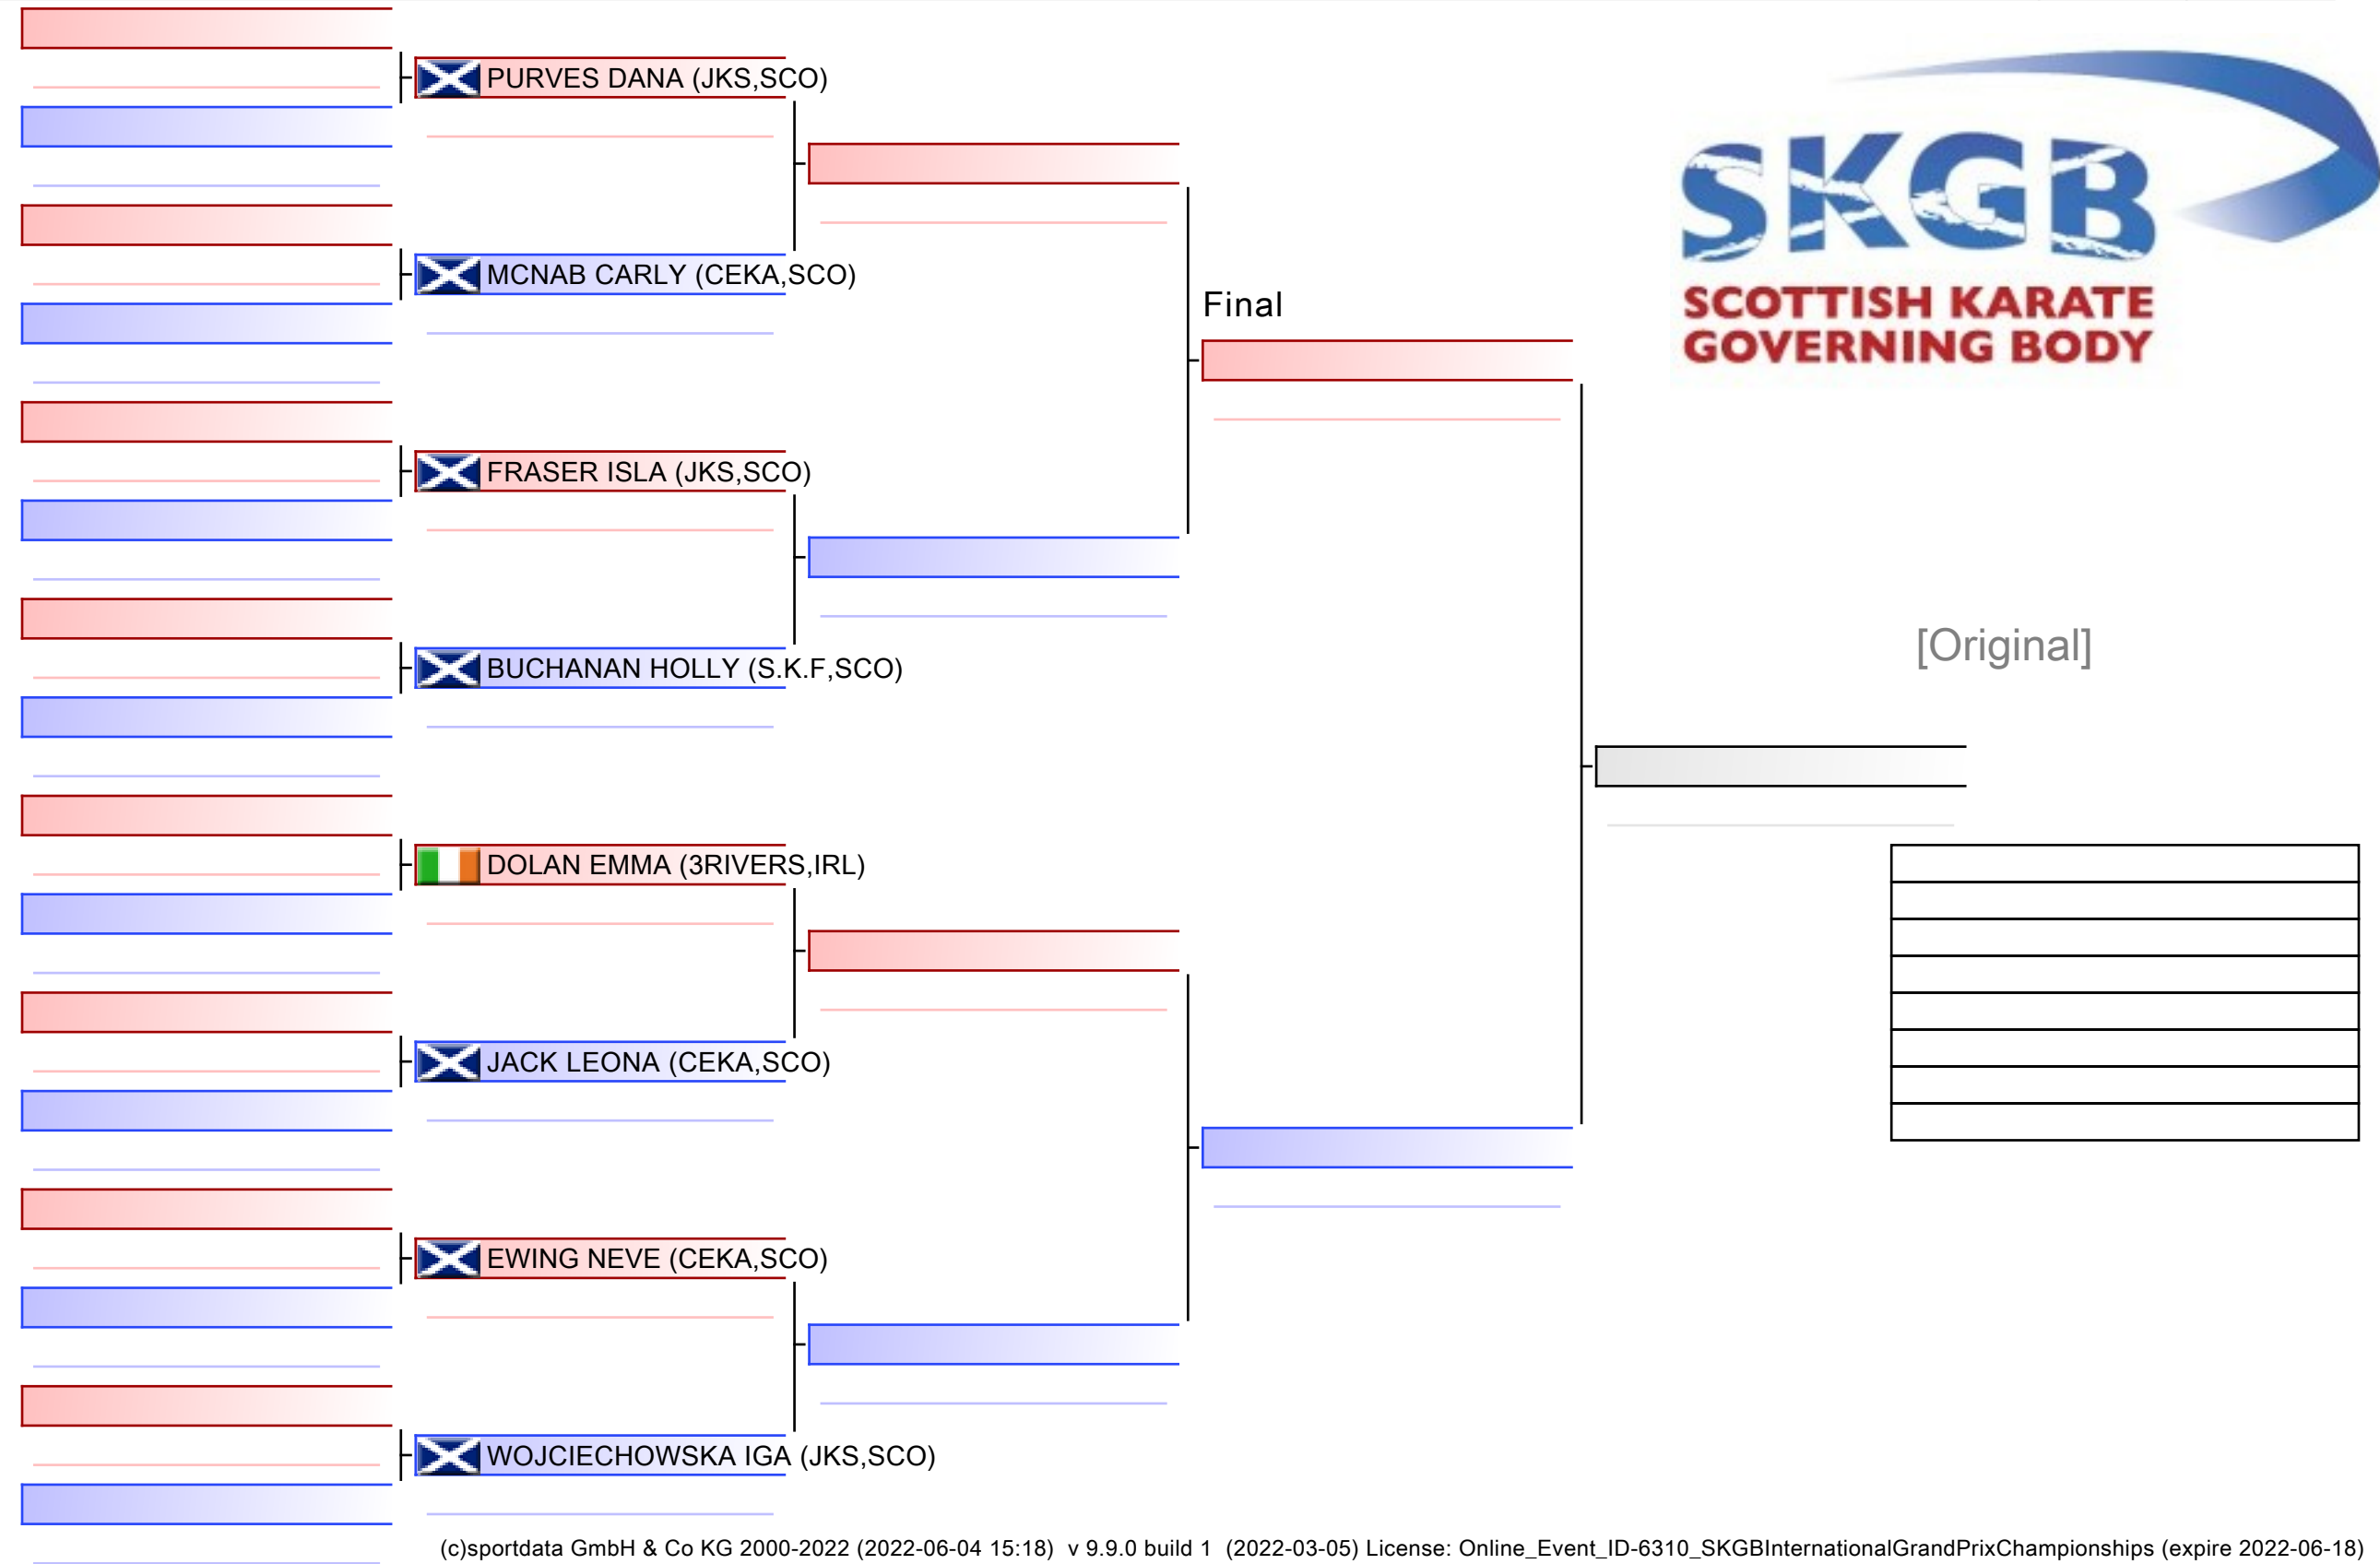 PURVES DANA (JKS,SCO)
MCNAB CARLY (CEKA,SCO)
FRASER ISLA (JKS,SCO)
BUCHANAN HOLLY (S.K.F,SCO)
DOLAN EMMA (3RIVERS,IRL)
JACK LEONA (CEKA,SCO)
EWING NEVE (CEKA,SCO)
WOJCIECHOWSKA IGA (JKS,SCO)
Final
SKGB
SCOTTISH KARATE
GOVERNING BODY
[Original]
(c)sportdata GmbH & Co KG 2000-2022 (2022-06-04 15:18) v 9.9.0 build 1 (2022-03-05) License: Online_Event_ID-6310_SKGBInternationalGrandPrixChampionships (expire 2022-06-18)